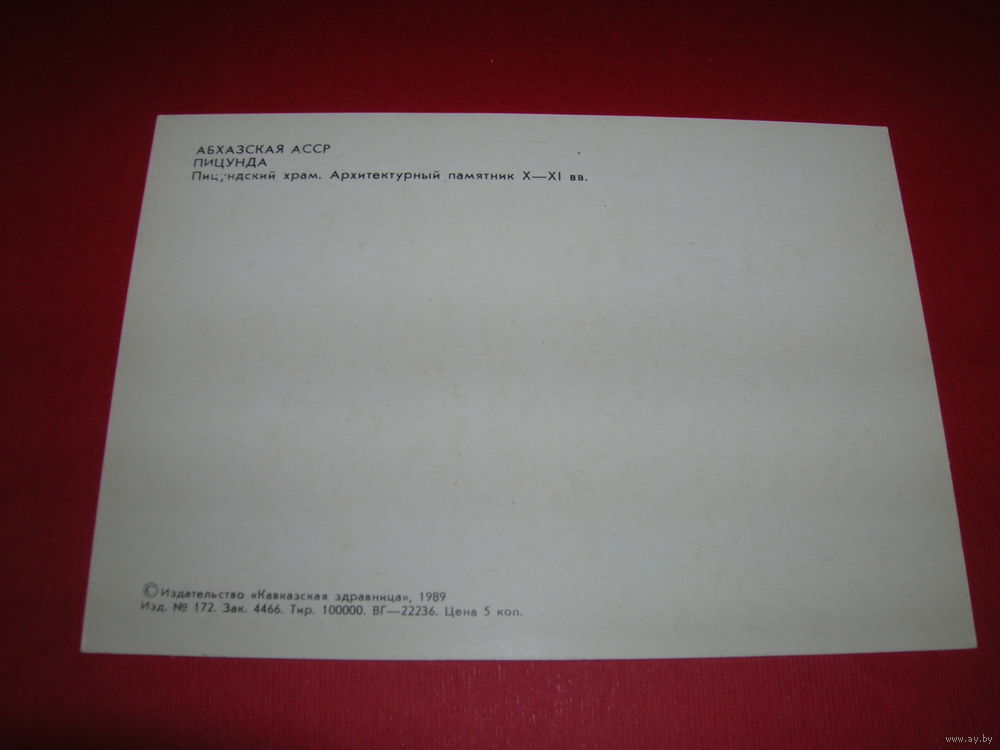 АБХАЗСКАЯ АССР
ПИЦУНДА
Пицундский храм. Архитектурный памятник X—XI вв.
©Издательство «Кавказская здравница», 1989
Изд. № 172. Зак. 4466. Тир. 100000. ВГ—22236. Цена 5 коп.
www.ay.by